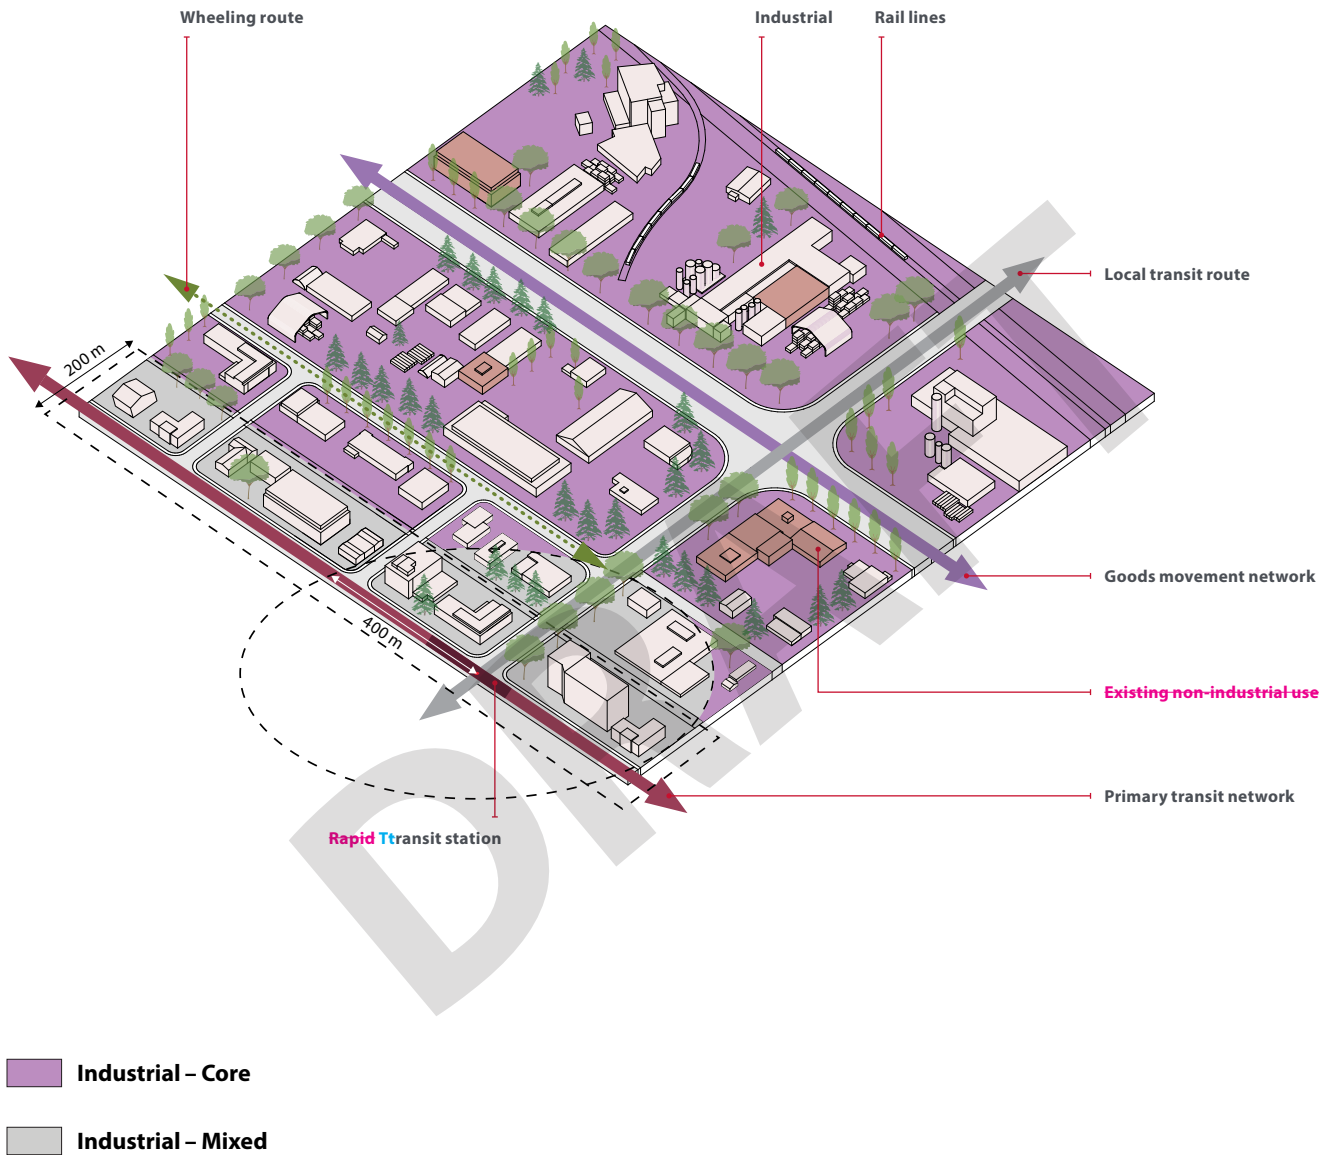 Wheeling route
Industrial
Rail lines
Local transit route
200 m
Goods movement network
400 m
Existing non-industrial use
Primary transit network
Rapid Ttransit station
DRAFT
Industrial – Core
Industrial – Mixed